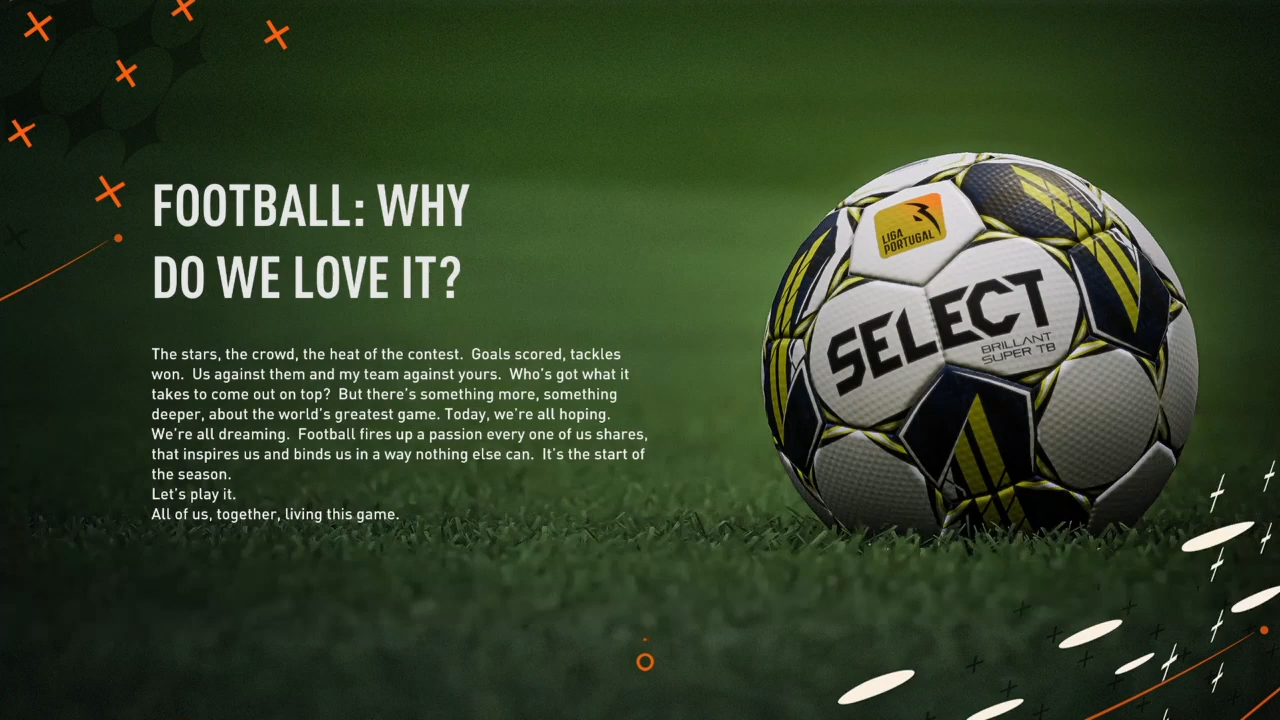 FOOTBALL: WHY
DO WE LOVE IT?
The stars, the crowd, the heat of the contest.  Goals scored, tackles
won.  Us against them and my team against yours.  Who's got what it
takes to come out on top?  But there's something more, something
deeper, about the world's greatest game. Today, we're all hoping.
We're all dreaming.  Football fires up a passion every one of us shares,
that inspires us and binds us in a way nothing else can.  It's the start of
the season.
Let's play it.
All of us, together, living this game.
LIGA
PORTUGAL
SELECT
BRILLANT
SUPER TB